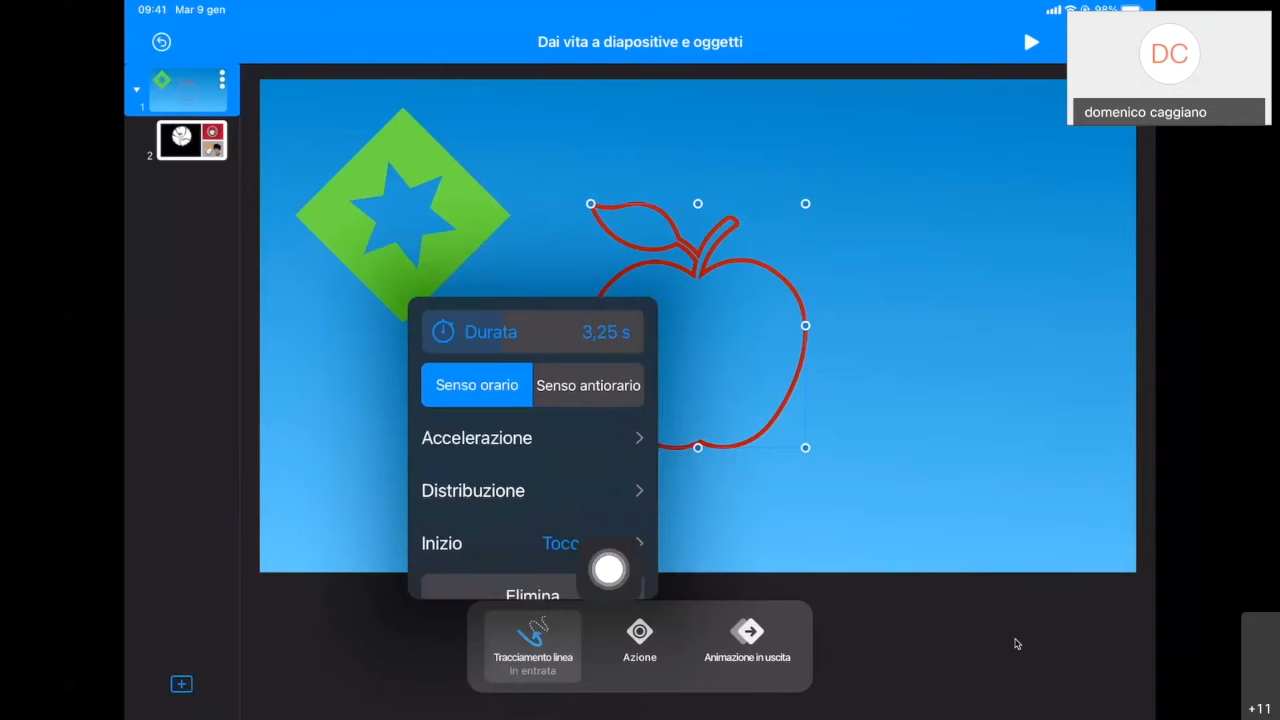 09:41 Mar 9 gen
98%
Dai vita a diapositive e oggetti
DC
domenico caggiano
1
2
Durata 3,25 s
Senso orario Senso antiorario
Accelerazione
Distribuzione
Inizio
Elimina
Tracciamento linea
In entrata
Azione
Animazione in uscita
+11